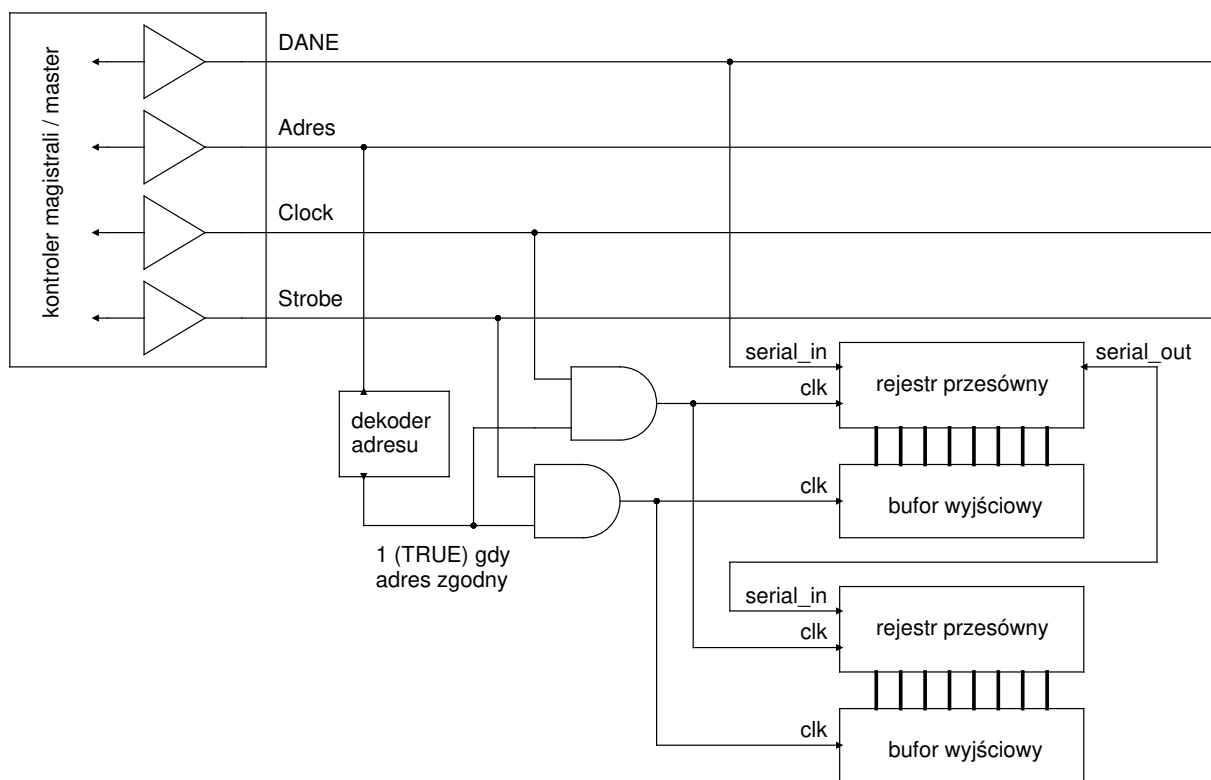 kontroler magistrali / master
DANE
Adres
Clock
Strobe
serial_in
serial_out
clk
rejestr przesówny
dekoder
adresu
clk
bufor wyjściowy
1 (TRUE) gdy
adres zgodny
serial_in
clk
rejestr przesówny
clk
bufor wyjściowy